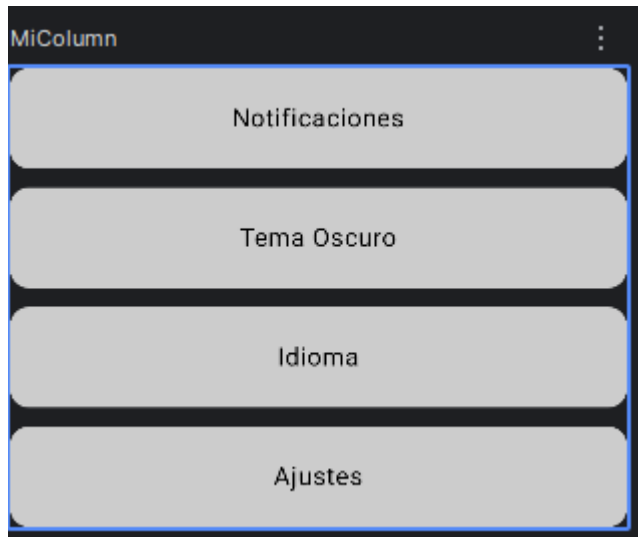 MiColumn
Notificaciones
Tema Oscuro
Idioma
Ajustes